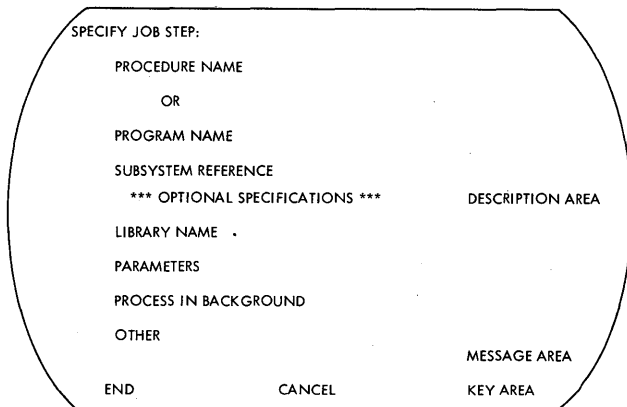 SPECIFY JOB STEP:
PROCEDURE NAME
OR
PROGRAM NAME
SUBSYSTEM REFERENCE
*** OPTIONAL SPECIFICATIONS *** DESCRIPTION AREA
LIBRARY NAME
PARAMETERS
PROCESS IN BACKGROUND
OTHER
MESSAGE AREA
END CANCEL KEY AREA